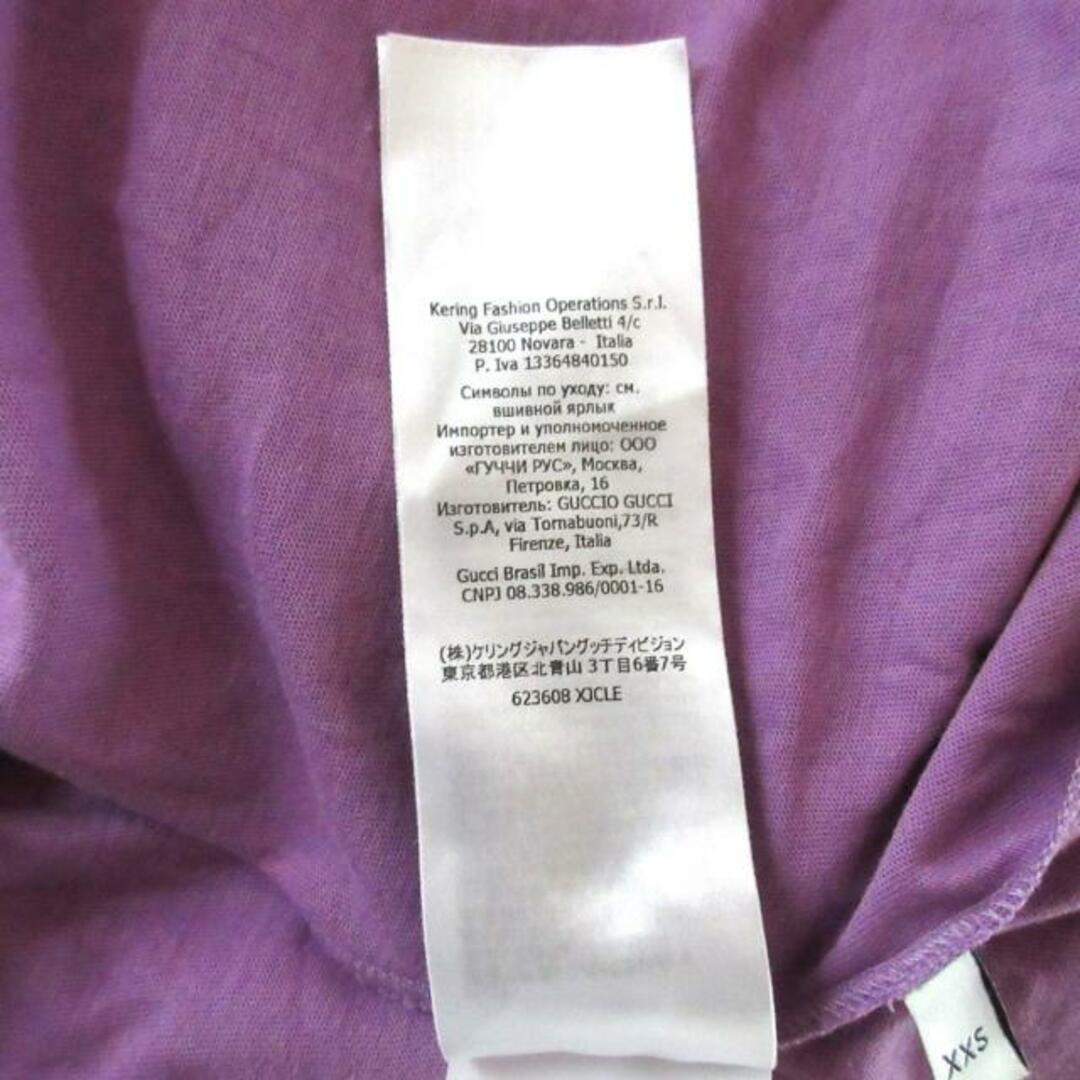 Kering Fashion Operations S.r.l.
Via Giuseppe Belletti 4/c
28100 Novara - Italia
P. Iva 13364840150
Символы по уходу: см.
вшивной ярлык
Импортер и уполномоченное
изготовителем лицо: ООО
«ГУЧЧИ РУС», Москва,
Петровка, 16
Изготовитель: GUCCIO GUCCI
S.p.A, via Tornabuoni,73/R
Firenze, Italia
Gucci Brasil Imp. Exp. Ltda.
CNPJ 08.338.986/0001-16
(株)ケリングジャパングッチディビジョン
東京都港区北青山 3丁目6番7号
623608 XJCLE
XXS